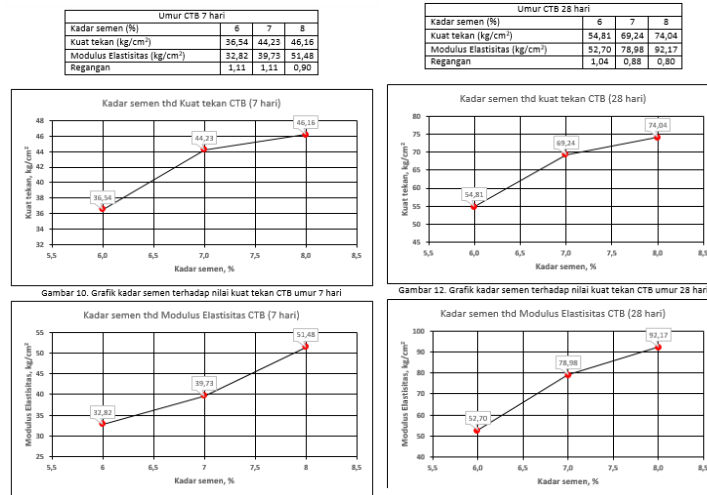 Umur CTB 7 hari
Kadar semen (%) 6 7 8
Kuat tekan (kg/cm²) 36,54 44,23 46,16
Modulus Elastisitas (kg/cm²) 32,82 39,73 51,48
Regangan 1,11 1,11 0,90
Kadar semen thd Kuat tekan CTB (7 hari)
Kuat tekan, kg/cm²
48
46
44
42
40
38
36
34
32
36,54
44,23
46,16
5,5 6,0 6,5 7,0 7,5 8,0 8,5
Kadar semen, %
Gambar 10. Grafik kadar semen terhadap nilai kuat tekan CTB umur 7 hari
Kadar semen thd Modulus Elastisitas CTB (7 hari)
Modulus Elastisitas, kg/cm²
55
50
45
40
35
30
25
32,82
39,73
51,48
5,5 6 6,5 7 7,5 8 8,5
Kadar semen, %
Umur CTB 28 hari
Kadar semen (%) 6 7 8
Kuat tekan (kg/cm²) 54,81 69,24 74,04
Modulus Elastisitas (kg/cm²) 52,70 78,98 92,17
Regangan 1,04 0,88 0,80
Kadar semen thd kuat tekan CTB (28 hari)
Kuat tekan, kg/cm²
80
75
70
65
60
55
50
45
54,81
69,24
74,04
5,5 6,0 6,5 7,0 7,5 8,0 8,5
Kadar semen, %
Gambar 12. Grafik kadar semen terhadap nilai kuat tekan CTB umur 28 hari
Kadar semen thd Modulus Elastisitas CTB (28 hari)
Modulus Elastisitas, kg/cm²
100
90
80
70
60
50
40
52,70
78,98
92,17
5,5 6,0 6,5 7,0 7,5 8,0 8,5
Kadar semen, %